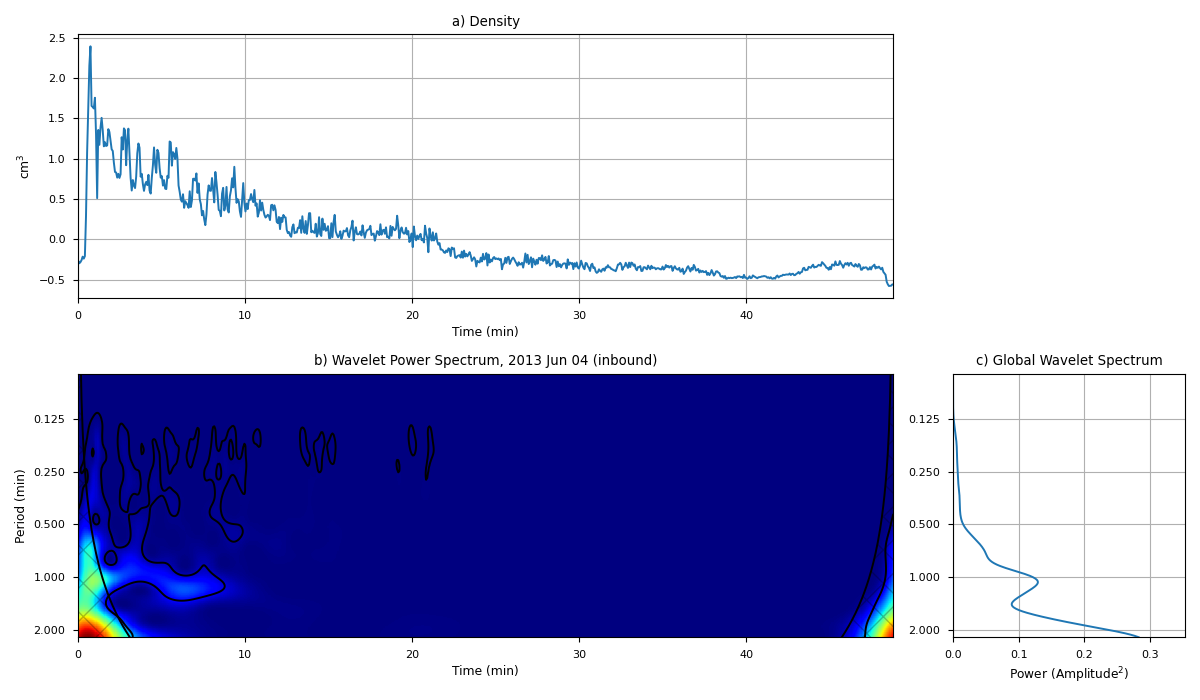 a) Density
2.5
2.0
1.5
1.0
0.5
0.0
−0.5
cm³
0 10 20 30 40
Time (min)
b) Wavelet Power Spectrum, 2013 Jun 04 (inbound)
0.125
0.250
0.500
1.000
2.000
Period (min)
0 10 20 30 40
Time (min)
c) Global Wavelet Spectrum
0.125
0.250
0.500
1.000
2.000
0.0 0.1 0.2 0.3
Power (Amplitude²)